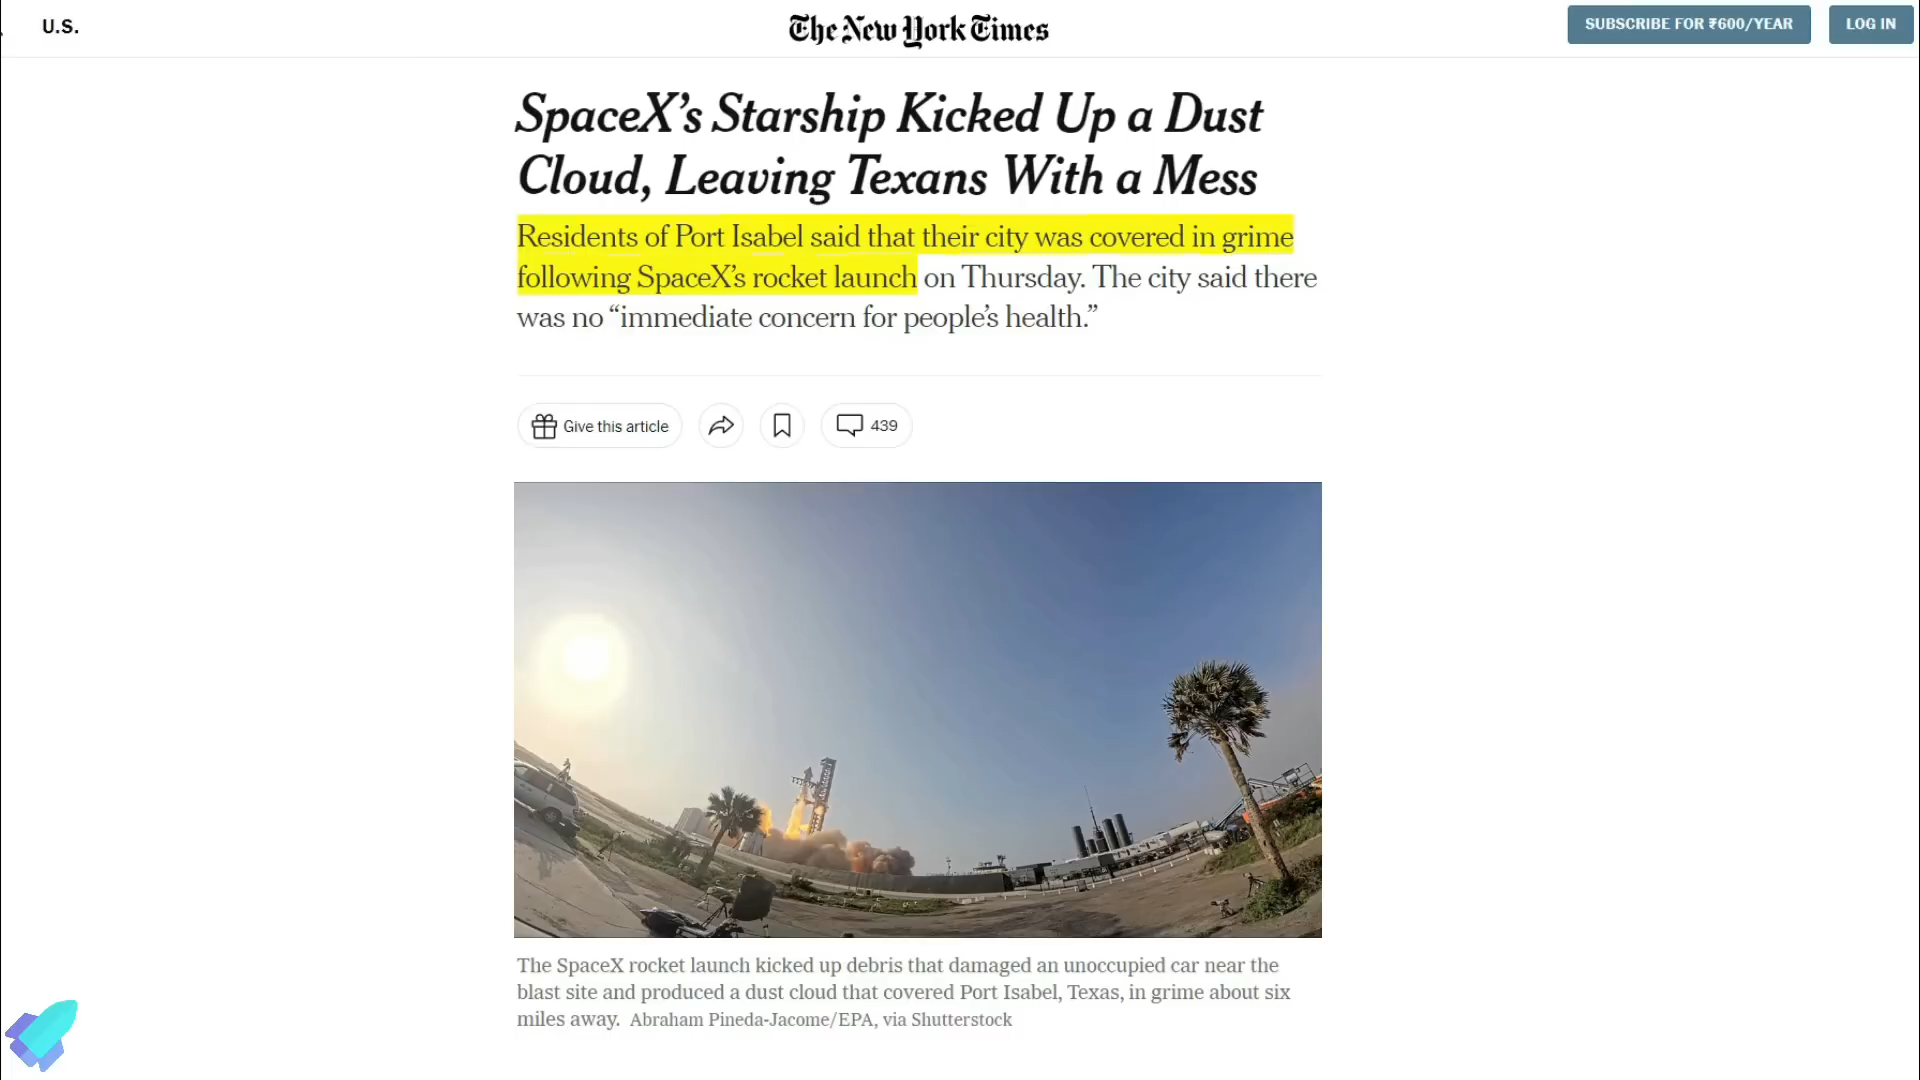 U.S.
The New York Times
SUBSCRIBE FOR ₹600/YEAR
LOG IN
SpaceX’s Starship Kicked Up a Dust
Cloud, Leaving Texans With a Mess
Residents of Port Isabel said that their city was covered in grime
following SpaceX’s rocket launch on Thursday. The city said there
was no “immediate concern for people’s health.”
Give this article
439
The SpaceX rocket launch kicked up debris that damaged an unoccupied car near the
blast site and produced a dust cloud that covered Port Isabel, Texas, in grime about six
miles away. Abraham Pineda-Jacome/EPA, via Shutterstock